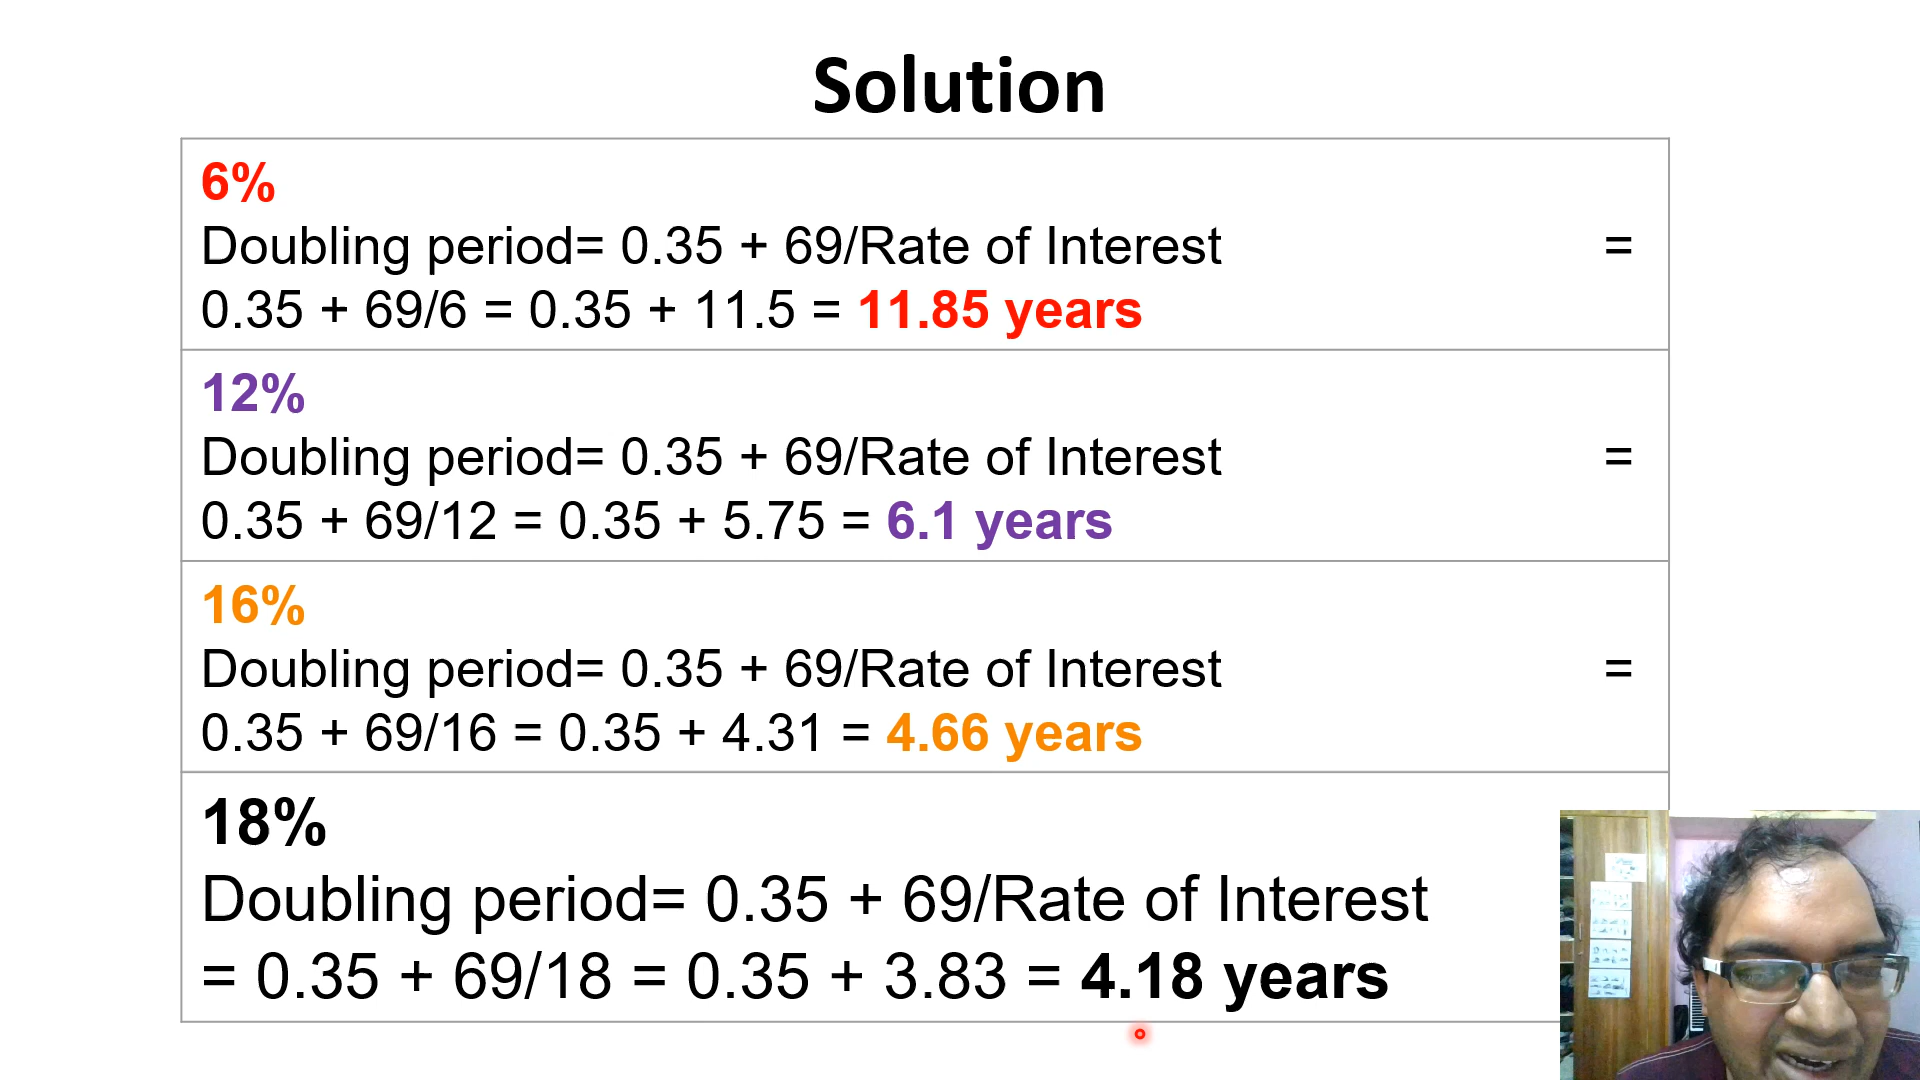 Solution
6%
Doubling period= 0.35 + 69/Rate of Interest =
0.35 + 69/6 = 0.35 + 11.5 = 11.85 years
12%
Doubling period= 0.35 + 69/Rate of Interest =
0.35 + 69/12 = 0.35 + 5.75 = 6.1 years
16%
Doubling period= 0.35 + 69/Rate of Interest =
0.35 + 69/16 = 0.35 + 4.31 = 4.66 years
18%
Doubling period= 0.35 + 69/Rate of Interest
= 0.35 + 69/18 = 0.35 + 3.83 = 4.18 years